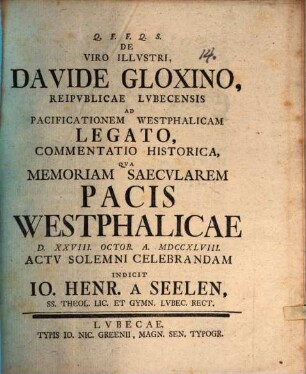 Q. F. F. Q. S.
DE
VIRO ILLVSTRI,
14.
DAVIDE GLOXINO,
REIPVBLICAE LVBECENSIS
AD
PACIFICATIONEM WESTPHALICAM
LEGATO,
COMMENTATIO HISTORICA,
QVA
MEMORIAM SAECVLAREM
PACIS
WESTPHALICAE
D. XXVIII. OCTOB. A. MDCCXLVIII.
ACTV SOLEMNI CELEBRANDAM
INDICIT
IO. HENR. A SEELEN,
SS. THEOL. LIC. ET GYMN. LVBEC. RECT.
LVBECAE,
TYPIS IO. NIC. GREENII, MAGN. SEN. TYPOGR.